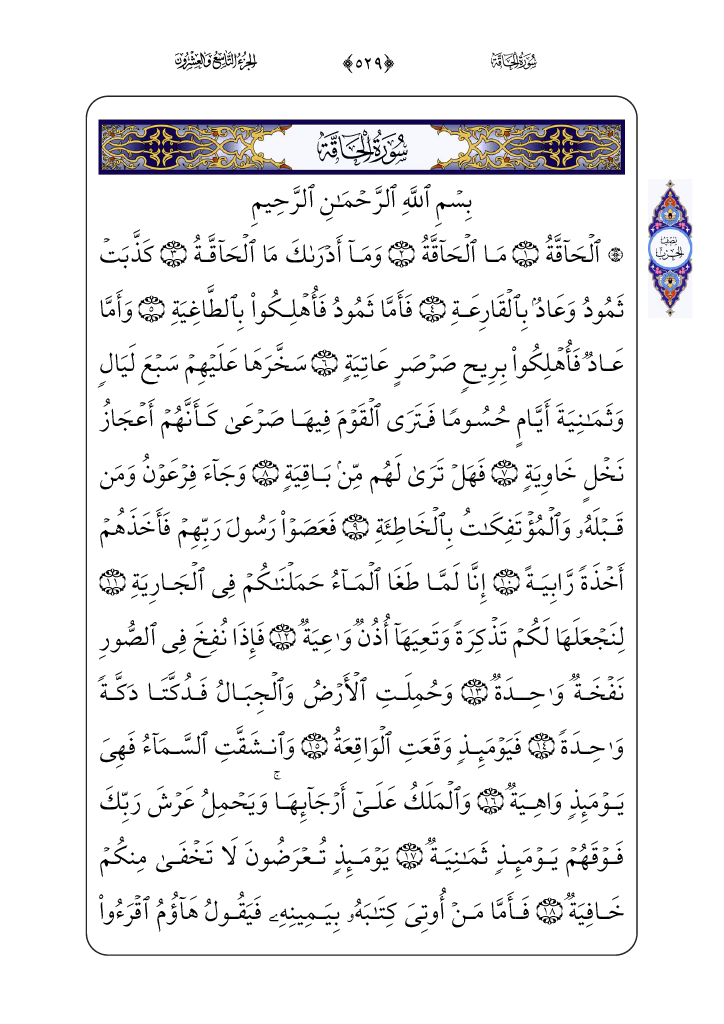 سُورَةُ الْحَاقَّةِ ﴿٥٢٩﴾ الجُزْءُ التَّاسِعُ وَالْعِشْرُونَ
سُورَةُ الْحَاقَّةِ
بِسْمِ ٱللَّهِ ٱلرَّحْمَٰنِ ٱلرَّحِيمِ
نِصْفُ
الْحِزْبِ
۞ ٱلْحَآقَّةُ ١ مَا ٱلْحَآقَّةُ ٢ وَمَآ أَدْرَىٰكَ مَا ٱلْحَآقَّةُ ٣ كَذَّبَتْ
ثَمُودُ وَعَادٌۢ بِٱلْقَارِعَةِ ٤ فَأَمَّا ثَمُودُ فَأُهْلِكُوا۟ بِٱلطَّاغِيَةِ ٥ وَأَمَّا
عَادٌ فَأُهْلِكُوا۟ بِرِيحٍ صَرْصَرٍ عَاتِيَةٍ ٦ سَخَّرَهَا عَلَيْهِمْ سَبْعَ لَيَالٍ
وَثَمَٰنِيَةَ أَيَّامٍ حُسُومًا فَتَرَى ٱلْقَوْمَ فِيهَا صَرْعَىٰ كَأَنَّهُمْ أَعْجَازُ
نَخْلٍ خَاوِيَةٍ ٧ فَهَلْ تَرَىٰ لَهُم مِّنۢ بَاقِيَةٍ ٨ وَجَآءَ فِرْعَوْنُ وَمَن
قَبْلَهُۥ وَٱلْمُؤْتَفِكَٰتُ بِٱلْخَاطِئَةِ ٩ فَعَصَوْا۟ رَسُولَ رَبِّهِمْ فَأَخَذَهُمْ
أَخْذَةً رَّابِيَةً ١٠ إِنَّا لَمَّا طَغَا ٱلْمَآءُ حَمَلْنَٰكُمْ فِى ٱلْجَارِيَةِ ١١
لِنَجْعَلَهَا لَكُمْ تَذْكِرَةً وَتَعِيَهَآ أُذُنٌ وَٰعِيَةٌ ١٢ فَإِذَا نُفِخَ فِى ٱلصُّورِ
نَفْخَةٌ وَٰحِدَةٌ ١٣ وَحُمِلَتِ ٱلْأَرْضُ وَٱلْجِبَالُ فَدُكَّتَا دَكَّةً
وَٰحِدَةً ١٤ فَيَوْمَئِذٍ وَقَعَتِ ٱلْوَاقِعَةُ ١٥ وَٱنشَقَّتِ ٱلسَّمَآءُ فَهِىَ
يَوْمَئِذٍ وَاهِيَةٌ ١٦ وَٱلْمَلَكُ عَلَىٰٓ أَرْجَآئِهَا ۚ وَيَحْمِلُ عَرْشَ رَبِّكَ
فَوْقَهُمْ يَوْمَئِذٍ ثَمَٰنِيَةٌ ١٧ يَوْمَئِذٍ تُعْرَضُونَ لَا تَخْفَىٰ مِنكُمْ
خَافِيَةٌ ١٨ فَأَمَّا مَنْ أُوتِىَ كِتَٰبَهُۥ بِيَمِينِهِۦ فَيَقُولُ هَآؤُمُ ٱقْرَءُوا۟